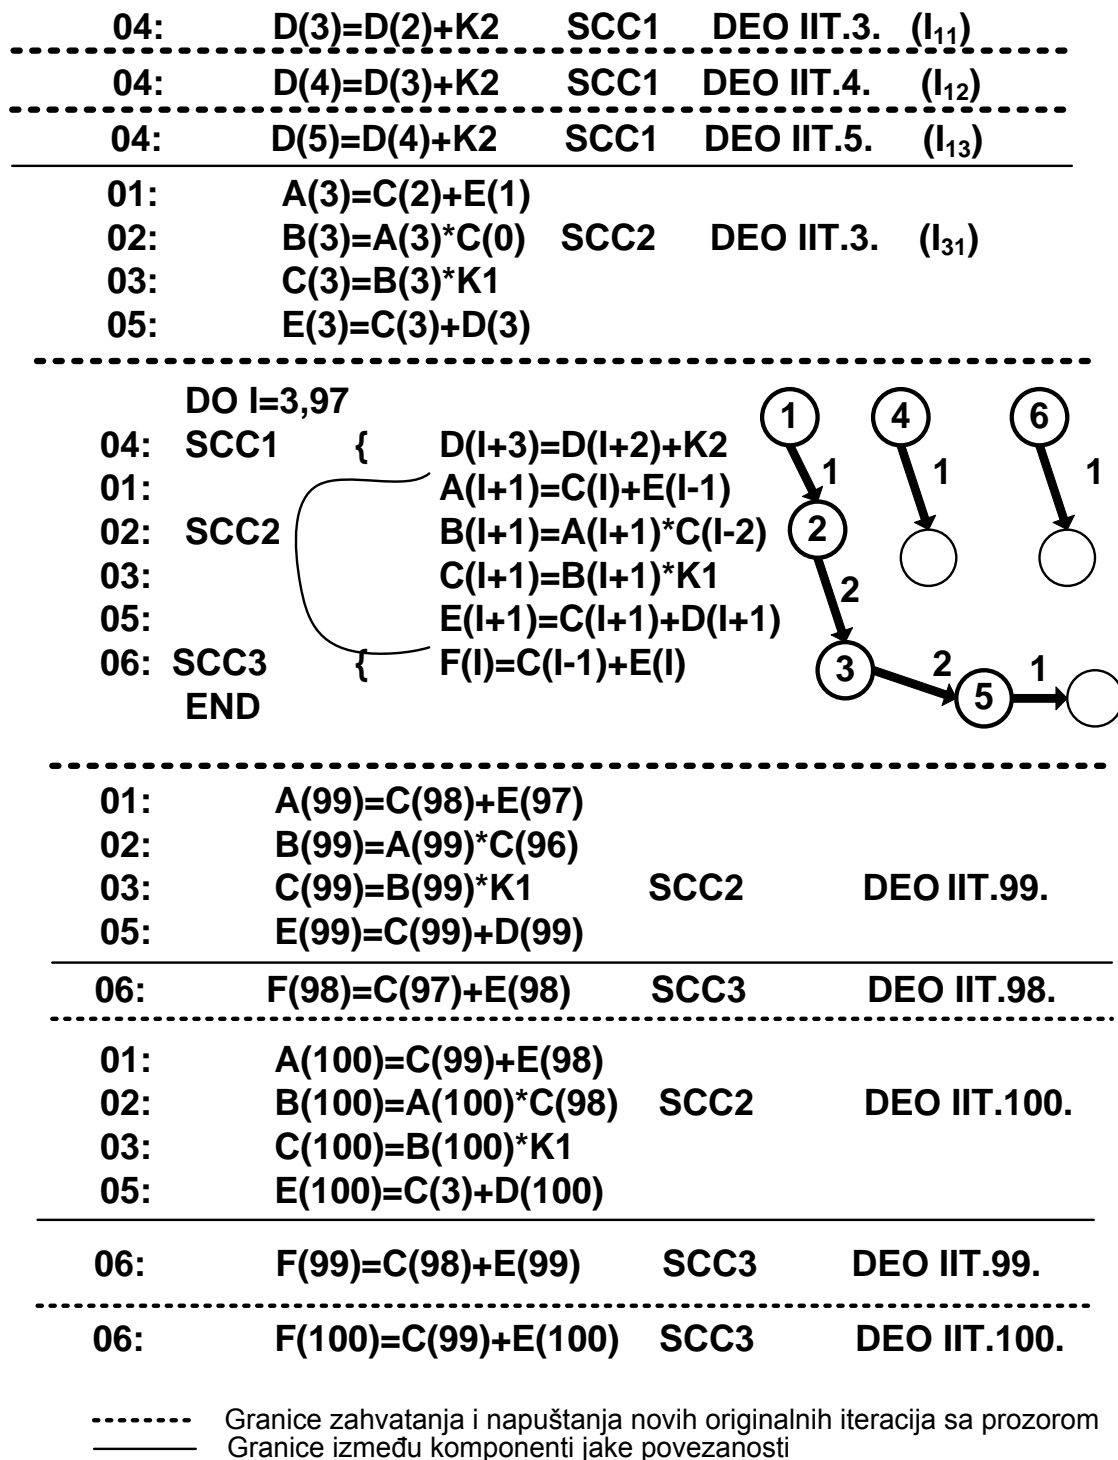 04: D(3)=D(2)+K2 SCC1 DEO IIT.3. (I11)
04: D(4)=D(3)+K2 SCC1 DEO IIT.4. (I12)
04: D(5)=D(4)+K2 SCC1 DEO IIT.5. (I13)
01: A(3)=C(2)+E(1)
02: B(3)=A(3)*C(0) SCC2 DEO IIT.3. (I31)
03: C(3)=B(3)*K1
05: E(3)=C(3)+D(3)
DO I=3,97
04: SCC1 { D(I+3)=D(I+2)+K2
01: A(I+1)=C(I)+E(I-1)
02: SCC2 B(I+1)=A(I+1)*C(I-2)
03: C(I+1)=B(I+1)*K1
05: E(I+1)=C(I+1)+D(I+1)
06: SCC3 { F(I)=C(I-1)+E(I)
END
1 4 6
1 1 1
2
2
3 2 5 1
01: A(99)=C(98)+E(97)
02: B(99)=A(99)*C(96)
03: C(99)=B(99)*K1 SCC2 DEO IIT.99.
05: E(99)=C(99)+D(99)
06: F(98)=C(97)+E(98) SCC3 DEO IIT.98.
01: A(100)=C(99)+E(98)
02: B(100)=A(100)*C(98) SCC2 DEO IIT.100.
03: C(100)=B(100)*K1
05: E(100)=C(3)+D(100)
06: F(99)=C(98)+E(99) SCC3 DEO IIT.99.
06: F(100)=C(99)+E(100) SCC3 DEO IIT.100.
Granice zahvatanja i napuštanja novih originalnih iteracija sa prozorom
Granice između komponenti jake povezanosti